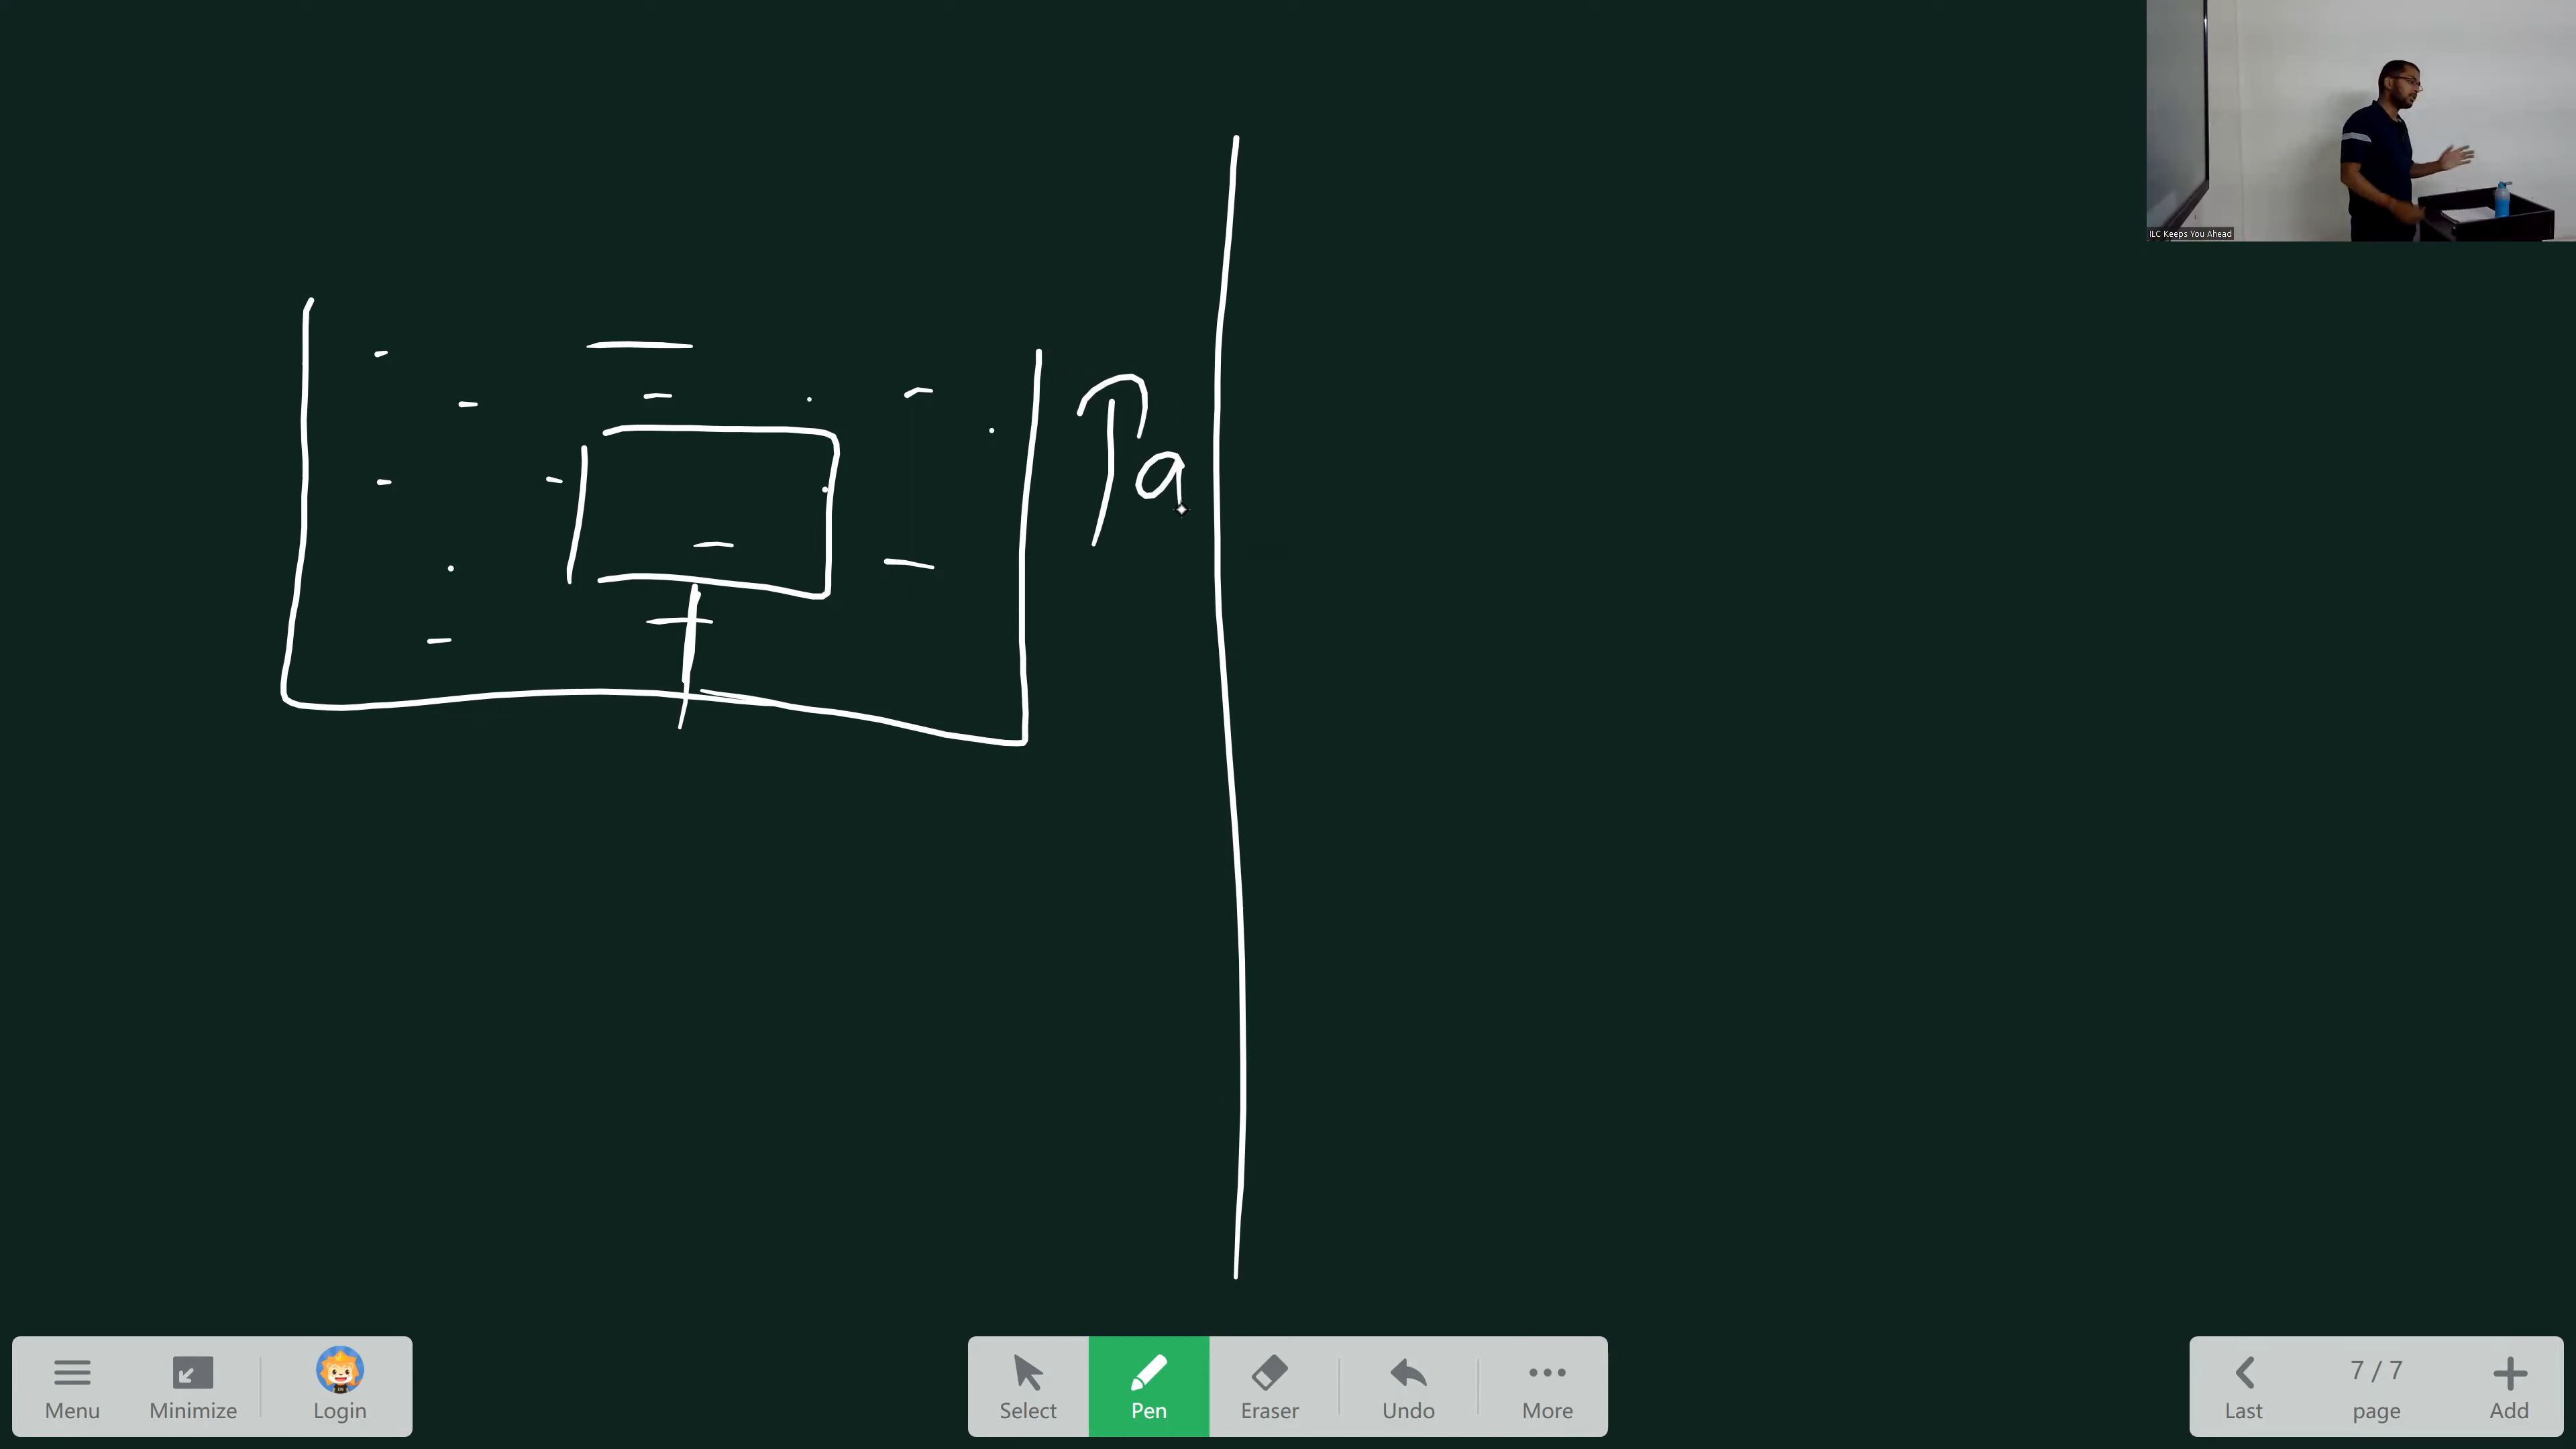 ILC Keeps You Ahead
Pa
Menu
Minimize
Login
Select
Pen
Eraser
Undo
More
Last
7 / 7
page
Add